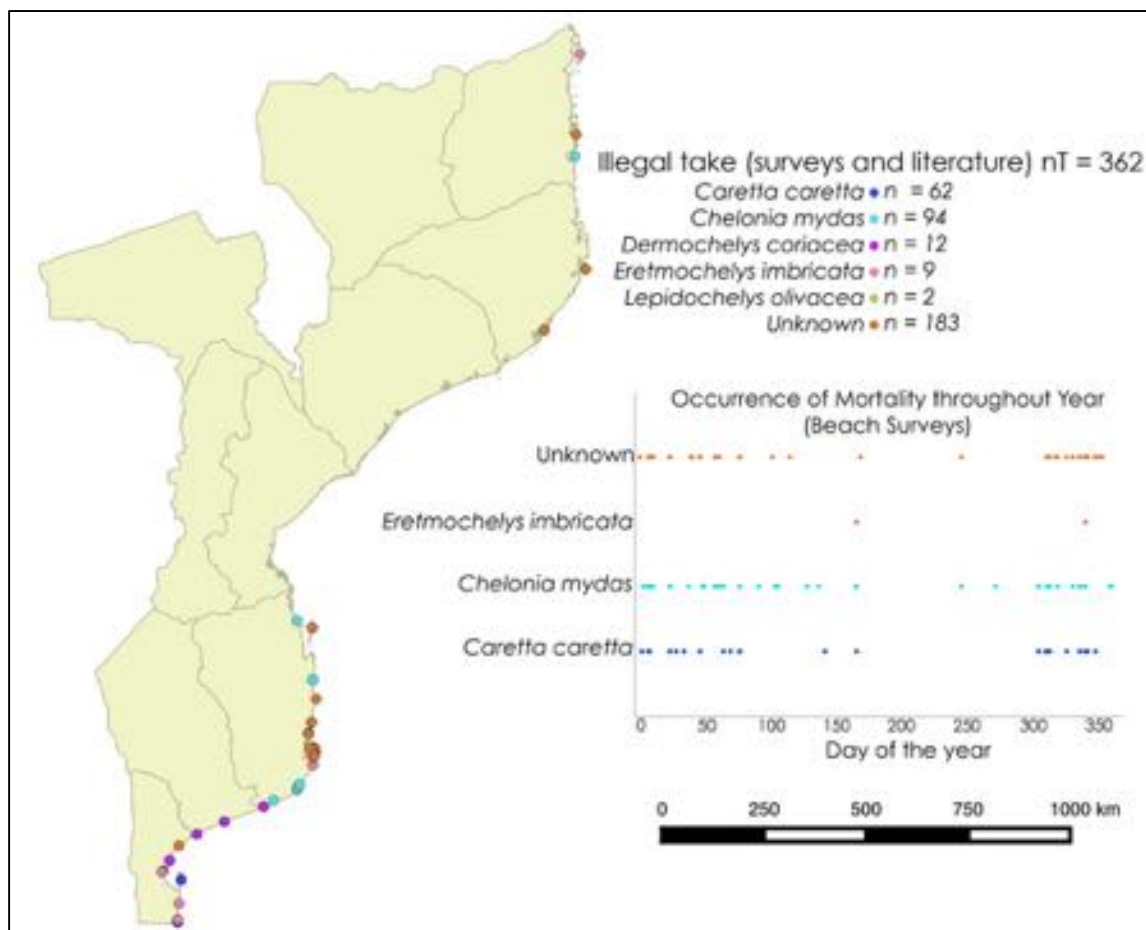 Illegal take (surveys and literature) nT = 362
Caretta caretta n = 62
Chelonia mydas n = 94
Dermochelys coriacea n = 12
Eretmochelys imbricata n = 9
Lepidochelys olivacea n = 2
Unknown n = 183
Occurrence of Mortality throughout Year
(Beach Surveys)
Unknown
Eretmochelys imbricata
Chelonia mydas
Caretta caretta
0 50 100 150 200 250 300 350
Day of the year
0 250 500 750 1000 km